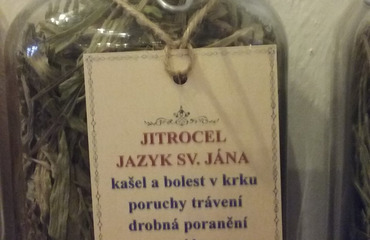 JITROCEL
JAZYK SV. JÁNA
kašel a bolest v krku
poruchy trávení
drobná poranění